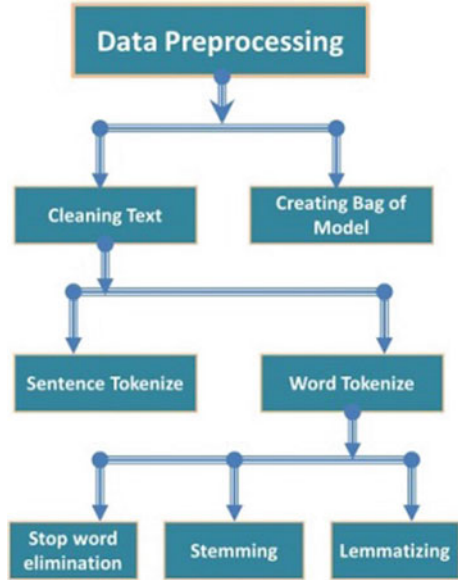 Data Preprocessing
Cleaning Text
Creating Bag of
Model
Sentence Tokenize
Word Tokenize
Stop word
elimination
Stemming
Lemmatizing